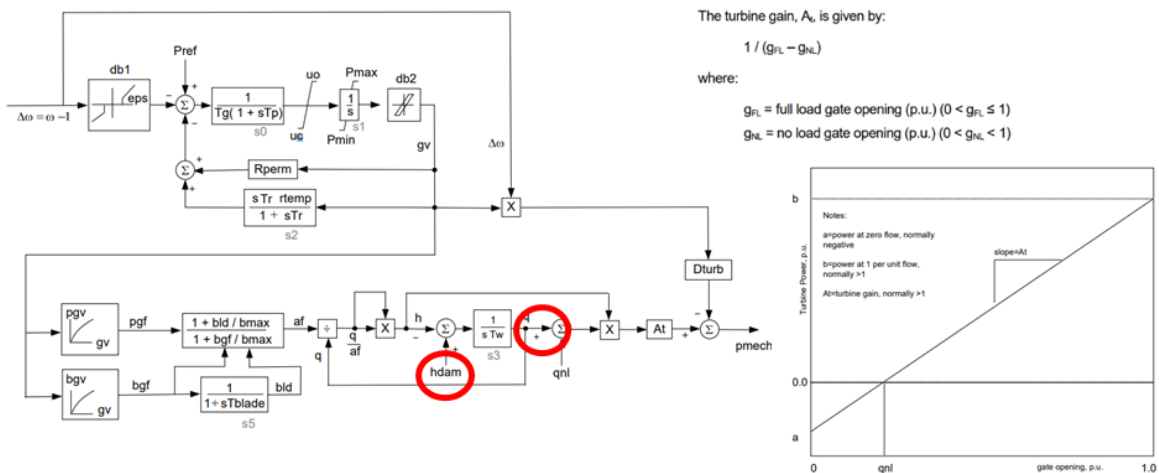 Pref
db1
eps
Δω = ω −1
−
+
Σ
−
1
Tg( 1 + sTp)
s0
uo
uc
Pmax
1
s
s1
Pmin
db2
gv
Δω
Σ
+
+
Rperm
sTr rtemp
1 + sTr
s2
X
Dturb
pgv
gv
pgf
1 + bld / bmax
1 + bgf / bmax
af
÷
q
q
af
X
h
−
Σ
+
hdam
1
s Tw
s3
q
+
Σ
−
qnl
X
At
+
−
Σ
pmech
bgv
gv
bgf
1
1+ sTblade
bld
s5
The turbine gain, At, is given by:
1 / (gFL – gNL)
where:
gFL = full load gate opening (p.u.) (0 < gFL ≤ 1)
gNL = no load gate opening (p.u.) (0 < gNL < 1)
b
Notes:
a=power at zero flow, normally
negative
b=power at 1 per unit flow,
normally >1
At=turbine gain, normally >1
slope=At
Turbine Power, p.u.
0.0
a
0
qnl
gate opening, p.u.
1.0